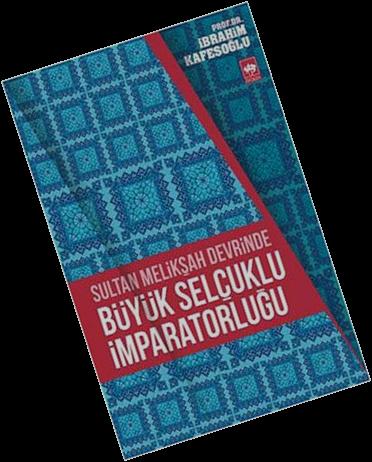 PROF. DR.
İBRAHİM
KAFESOĞLU
SULTAN MELİKŞAH DEVRİNDE
BÜYÜK SELÇUKLU
İMPARATORLUĞU